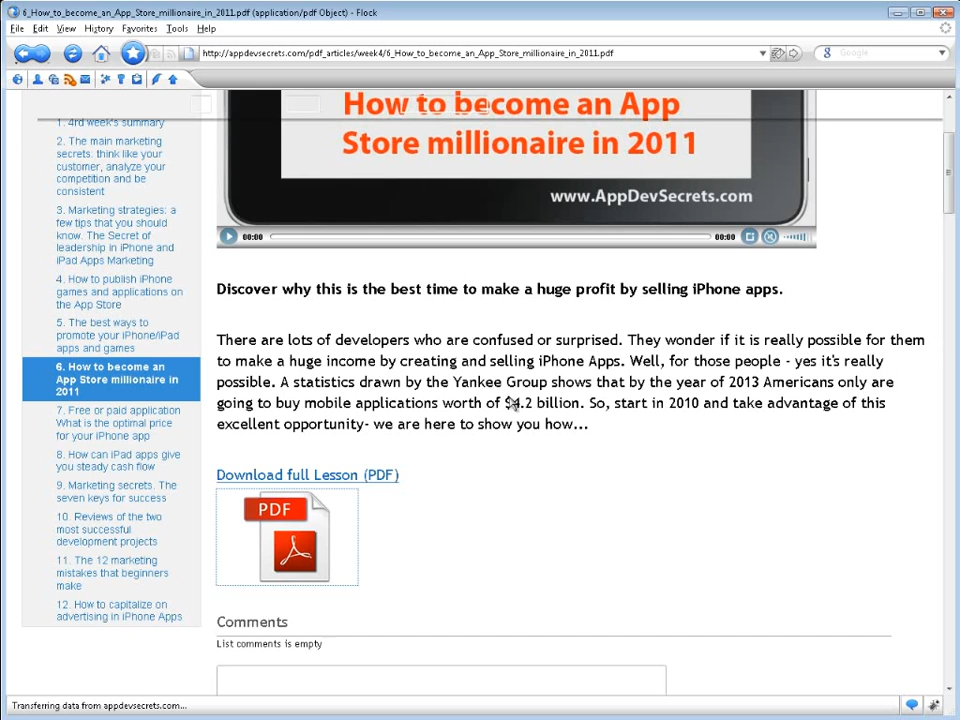 6_How_to_become_an_App_Store_millionaire_in_2011.pdf (application/pdf Object) - Flock
File Edit View History Favorites Tools Help
http://appdevsecrets.com/pdf_articles/week4/6_How_to_become_an_App_Store_millionaire_in_2011.pdf
Google
How to become an App
Store millionaire in 2011
www.AppDevSecrets.com
00:00
00:00
1. 4rd week's summary
2. The main marketing
secrets: think like your
customer, analyze your
competition and be
consistent
3. Marketing strategies: a
few tips that you should
know. The Secret of
leadership in iPhone and
iPad Apps Marketing
4. How to publish iPhone
games and applications on
the App Store
5. The best ways to
promote your iPhone/iPad
apps and games
6. How to become an
App Store millionaire in
2011
7. Free or paid application
What is the optimal price
for your iPhone app
8. How can iPad apps give
you steady cash flow
9. Marketing secrets. The
seven keys for success
10. Reviews of the two
most successful
development projects
11. The 12 marketing
mistakes that beginners
make
12. How to capitalize on
advertising in iPhone Apps
Discover why this is the best time to make a huge profit by selling iPhone apps.
There are lots of developers who are confused or surprised. They wonder if it is really possible for them
to make a huge income by creating and selling iPhone Apps. Well, for those people - yes it's really
possible. A statistics drawn by the Yankee Group shows that by the year of 2013 Americans only are
going to buy mobile applications worth of $4.2 billion. So, start in 2010 and take advantage of this
excellent opportunity- we are here to show you how...
Download full Lesson (PDF)
PDF
Comments
List comments is empty
Transferring data from appdevsecrets.com...